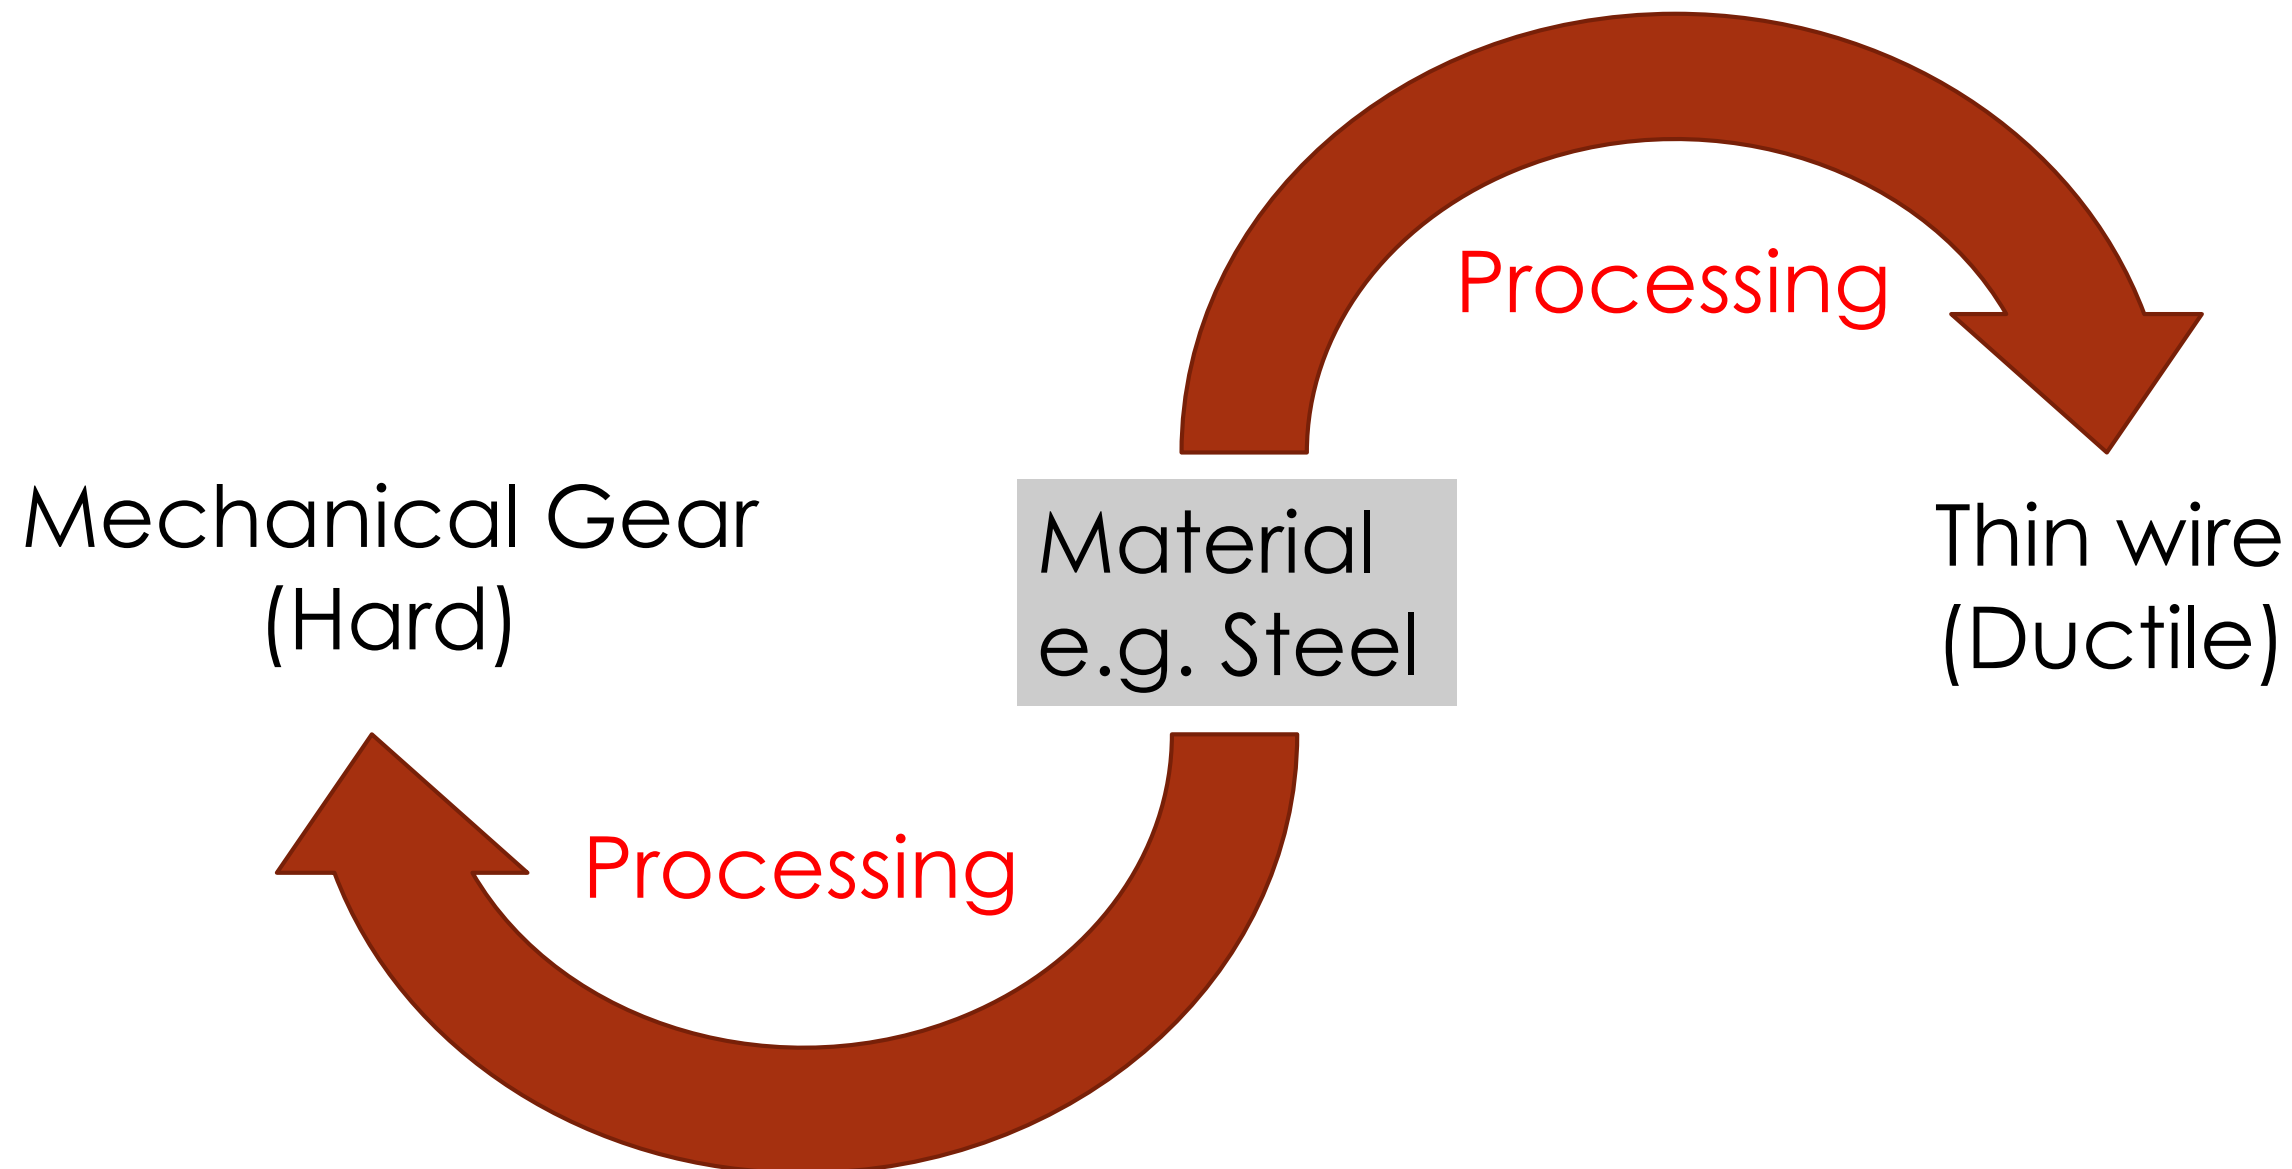 Processing
Mechanical Gear
(Hard)
Material
e.g. Steel
Thin wire
(Ductile)
Processing